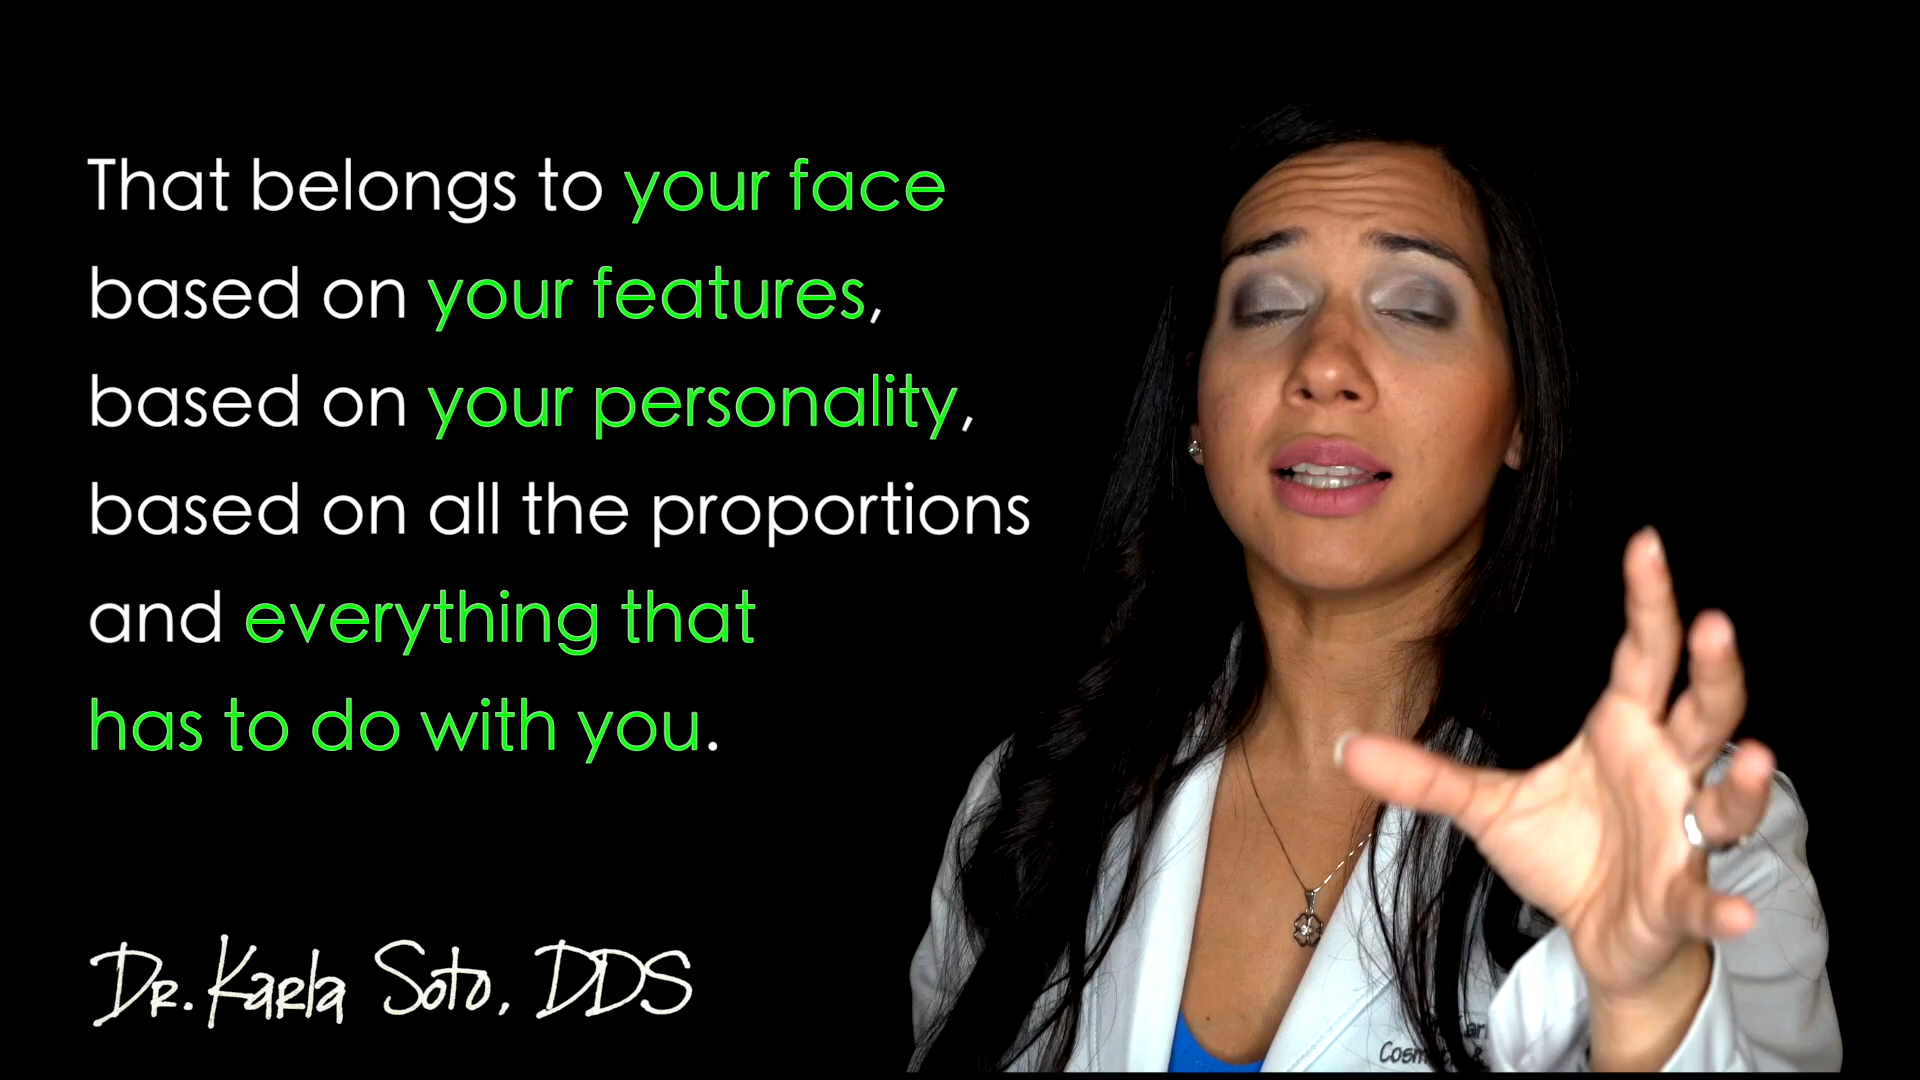 That belongs to your face
based on your features,
based on your personality,
based on all the proportions
and everything that
has to do with you.
Dr. Karla Soto, DDS